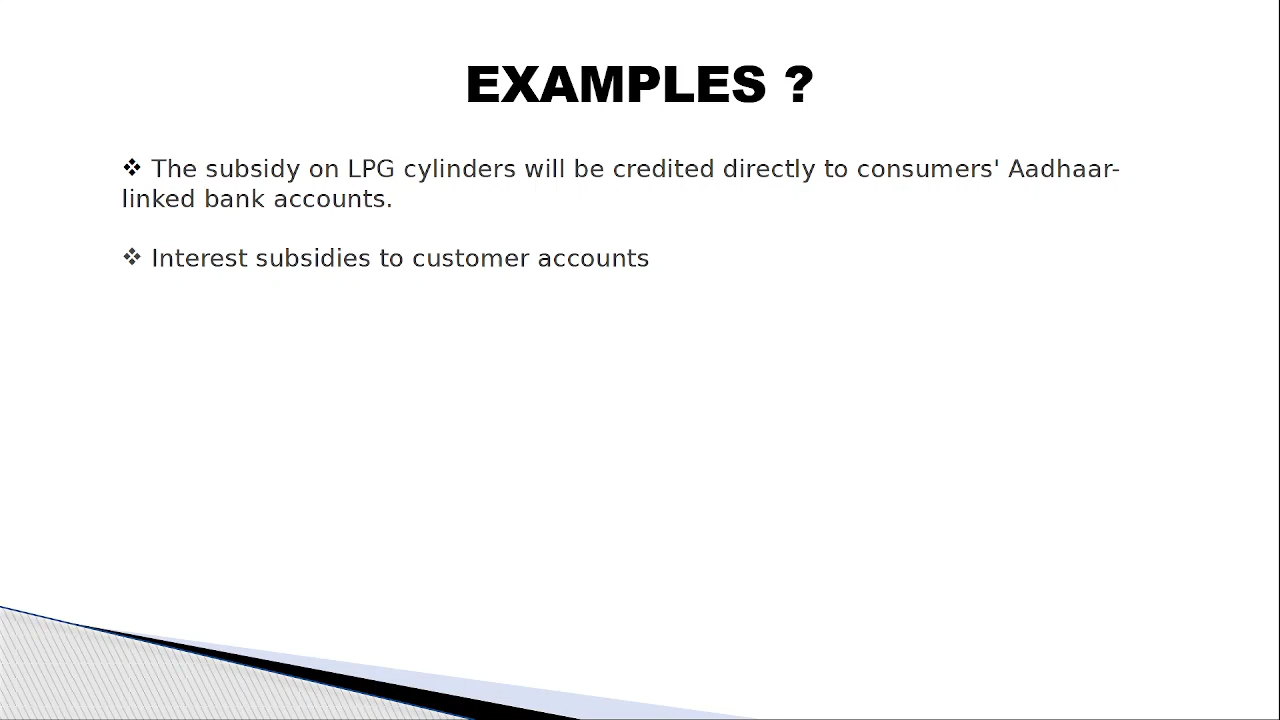 EXAMPLES ?
❖ The subsidy on LPG cylinders will be credited directly to consumers' Aadhaar-
linked bank accounts.
❖ Interest subsidies to customer accounts